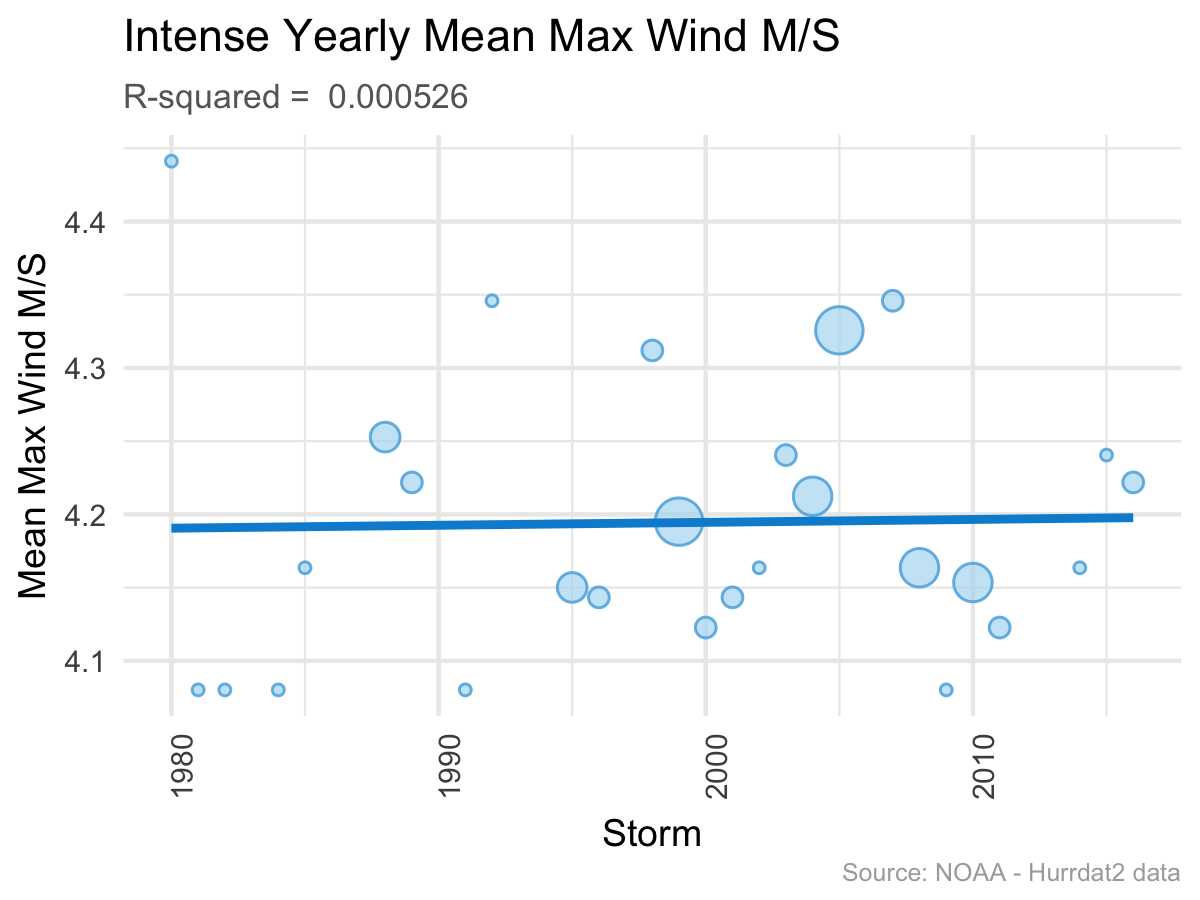 Intense Yearly Mean Max Wind M/S
R-squared =  0.000526
Mean Max Wind M/S
4.4
4.3
4.2
4.1
1980
1990
2000
2010
Storm
Source: NOAA - Hurrdat2 data